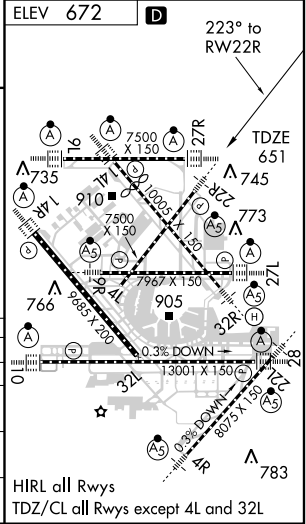 ELEV 672
D
223° to
RW22R
TDZE
651
A
A
A
9L
7500
X 150
27R
735
A
14L
10005 X 150
22R
745
14R
910
P
A5
773
P
7500
X 150
P
A
A5
9R
7967 X 150
27L
766
4L
905
32R
A5
H
A
9685 X 200
P
0.3% DOWN
A
10L
32L
13001 X 150
P
28
22L
A5
0.3% DOWN
8075 X 150
A5
4R
783
HIRL all Rwys
TDZ/CL all Rwys except 4L and 32L